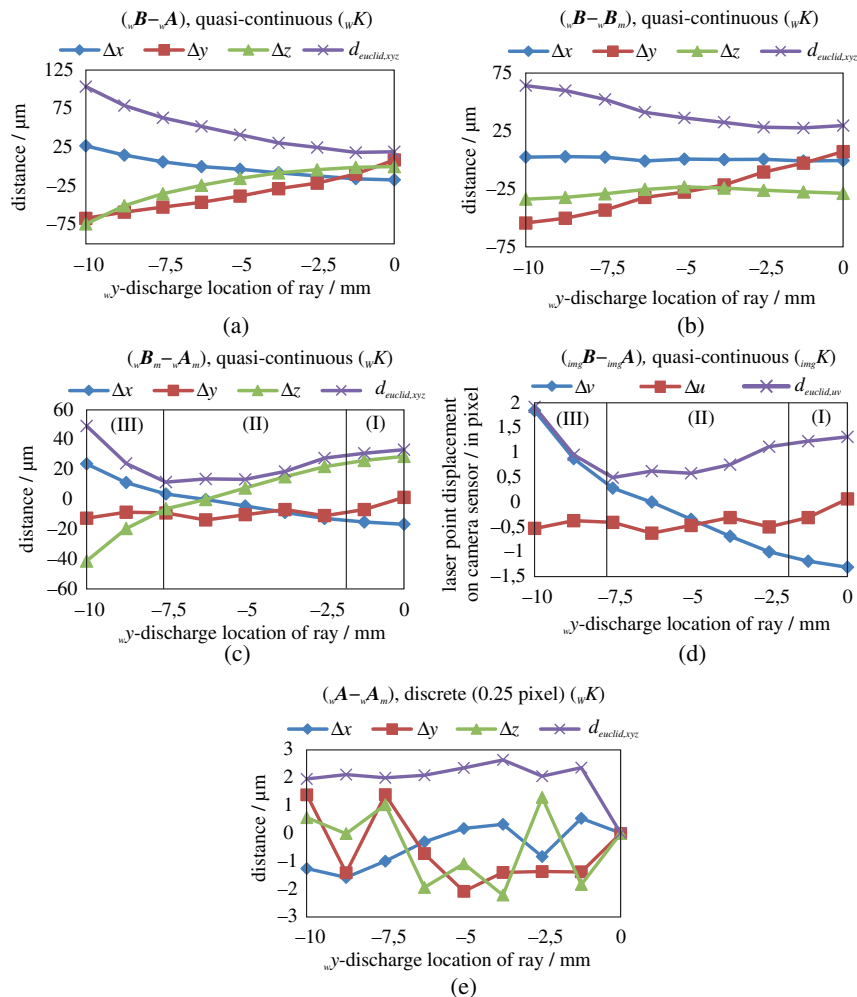 (wB−wA), quasi-continuous (WK)
Δx Δy Δz deuclid,xyz
125
75
25
−25
−75
distance / μm
−10 −7,5 −5 −2,5 0
wy-discharge location of ray / mm
(a)
(wB−wBm), quasi-continuous (WK)
Δx Δy Δz deuclid,xyz
75
25
−25
−75
distance / μm
−10 −7,5 −5 −2,5 0
wy-discharge location of ray / mm
(b)
(wBm−wAm), quasi-continuous (WK)
Δx Δy Δz deuclid,xyz
60
40
20
0
−20
−40
−60
distance / μm
(III) (II) (I)
−10 −7,5 −5 −2,5 0
wy-discharge location of ray / mm
(c)
(imgB−imgA), quasi-continuous (imgK)
Δv Δu deuclid,uv
2
1,5
1
0,5
0
−0,5
−1
−1,5
laser point displacement
on camera sensor / in pixel
(III) (II) (I)
−10 −7,5 −5 −2,5 0
wy-discharge location of ray / mm
(d)
(wA−wAm), discrete (0.25 pixel) (WK)
Δx Δy Δz deuclid,xyz
3
2
1
0
−1
−2
−3
distance / μm
−10 −7,5 −5 −2,5 0
wy-discharge location of ray / mm
(e)